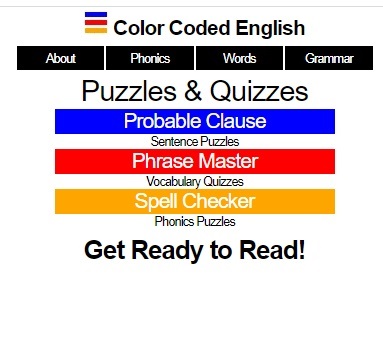 Color Coded English
About Phonics Words Grammar
Puzzles & Quizzes
Probable Clause
Sentence Puzzles
Phrase Master
Vocabulary Quizzes
Spell Checker
Phonics Puzzles
Get Ready to Read!